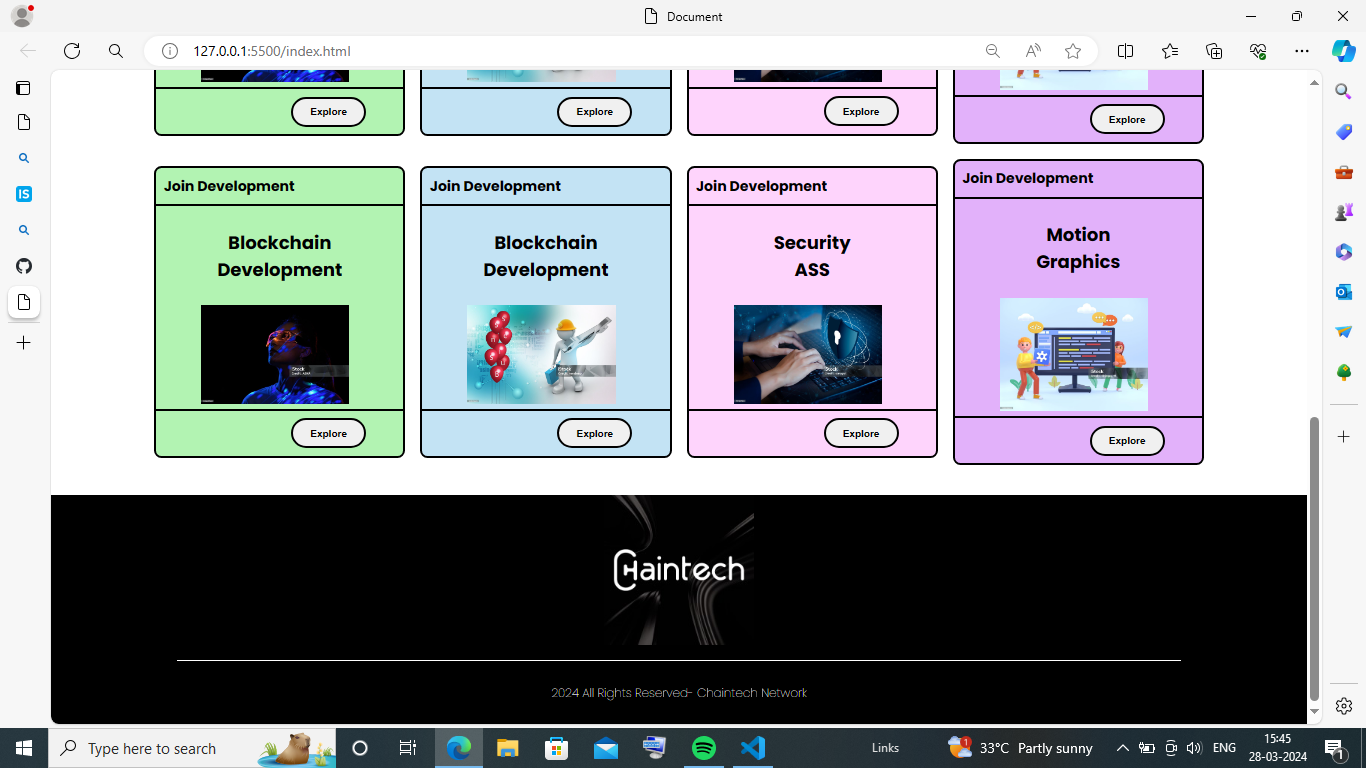 Document
127.0.0.1:5500/index.html
Explore Explore Explore Explore
Join Development Join Development Join Development Join Development
Blockchain Blockchain Security Motion
Development Development ASS Graphics
Explore Explore Explore Explore
Chaintech
2024 All Rights Reserved- Chaintech Network
Type here to search Links 33°C Partly sunny ENG 15:45
28-03-2024